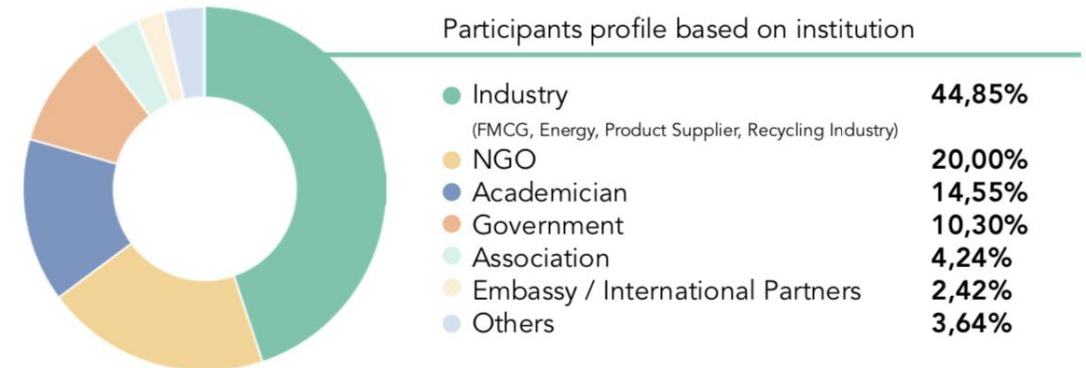 Participants profile based on institution
Industry 44,85%
(FMCG, Energy, Product Supplier, Recycling Industry)
NGO 20,00%
Academician 14,55%
Government 10,30%
Association 4,24%
Embassy / International Partners 2,42%
Others 3,64%